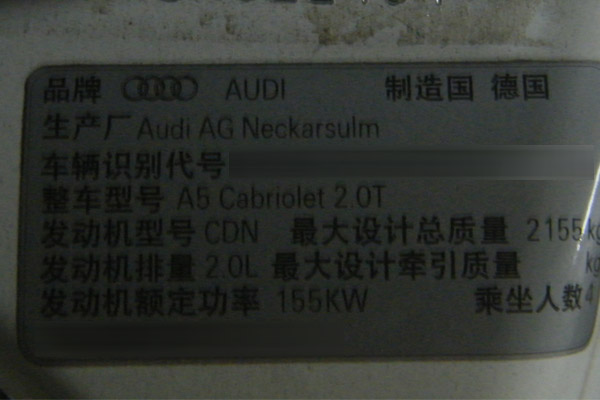 品牌 AUDI 制造国 德国
生产厂 Audi AG Neckarsulm
车辆识别代号
整车型号 A5 Cabriolet 2.0T
发动机型号 CDN 最大设计总质量 2155kg
发动机排量 2.0L 最大设计牵引质量 kg
发动机额定功率 155KW 乘坐人数 4